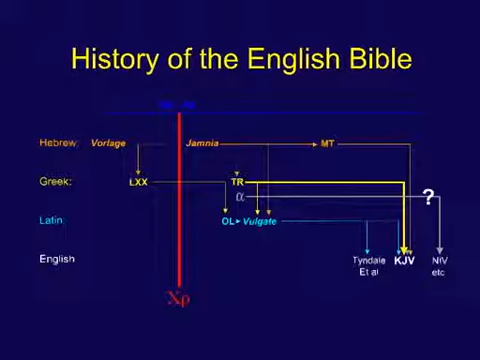 History of the English Bible
Hebrew: Vorlage Jamnia MT
Greek: LXX TR
α ?
Latin: OL Vulgate
English Tyndale KJV NIV
Et al etc
Χρ